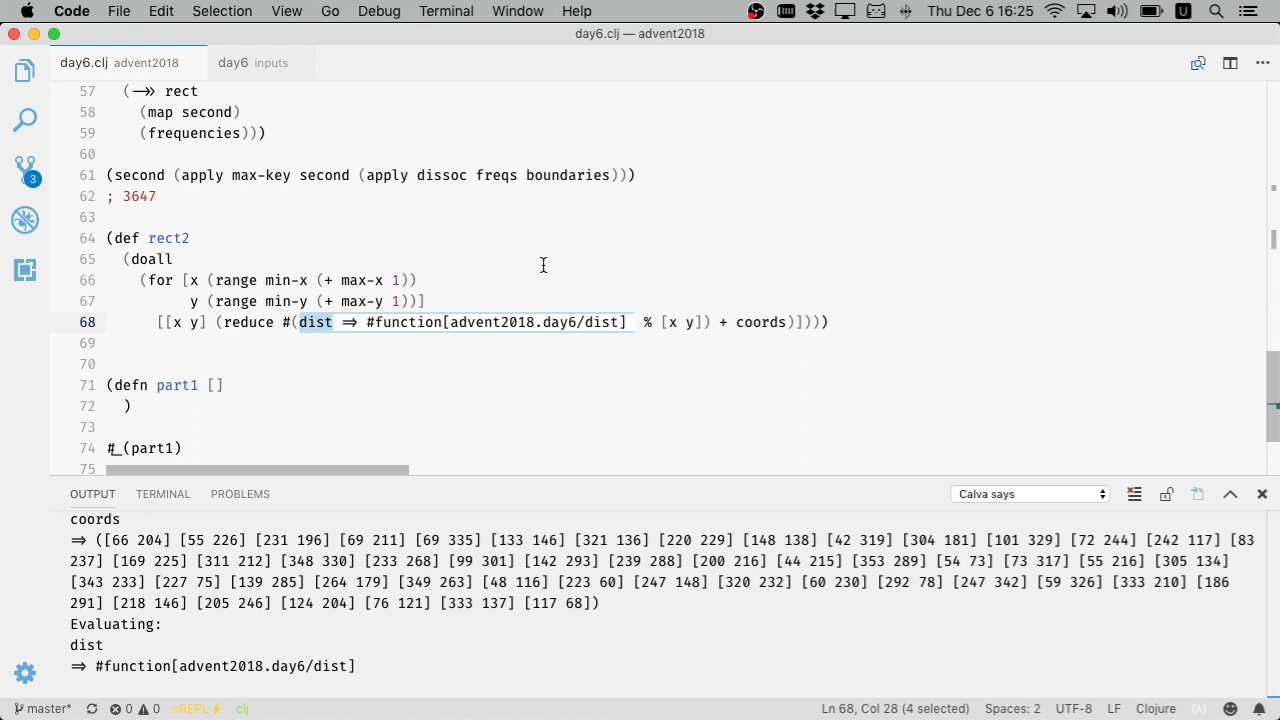 Code File Edit Selection View Go Debug Terminal Window Help Thu Dec 6 16:25
day6.clj — advent2018
day6.clj advent2018 day6 inputs
57 (->> rect
58 (map second)
59 (frequencies)))
60
61 (second (apply max-key second (apply dissoc freqs boundaries)))
62 ; 3647
63
64 (def rect2
65 (doall
66 (for [x (range min-x (+ max-x 1))
67 y (range min-y (+ max-y 1))]
68 [[x y] (reduce #(dist => #function[advent2018.day6/dist] % [x y]) + coords)])))
69
70
71 (defn part1 []
72 )
73
74 #_(part1)
75
3
OUTPUT TERMINAL PROBLEMS Calva says
coords
=> ([66 204] [55 226] [231 196] [69 211] [69 335] [133 146] [321 136] [220 229] [148 138] [42 319] [304 181] [101 329] [72 244] [242 117] [83
237] [169 225] [311 212] [348 330] [233 268] [99 301] [142 293] [239 288] [200 216] [44 215] [353 289] [54 73] [73 317] [55 216] [305 134]
[343 233] [227 75] [139 285] [264 179] [349 263] [48 116] [223 60] [247 148] [320 232] [60 230] [292 78] [247 342] [59 326] [333 210] [186
291] [218 146] [205 246] [124 204] [76 121] [333 137] [117 68])
Evaluating:
dist
=> #function[advent2018.day6/dist]
master* 0 0 nREPL⚡ clj Ln 68, Col 28 (4 selected) Spaces: 2 UTF-8 LF Clojure (λ)